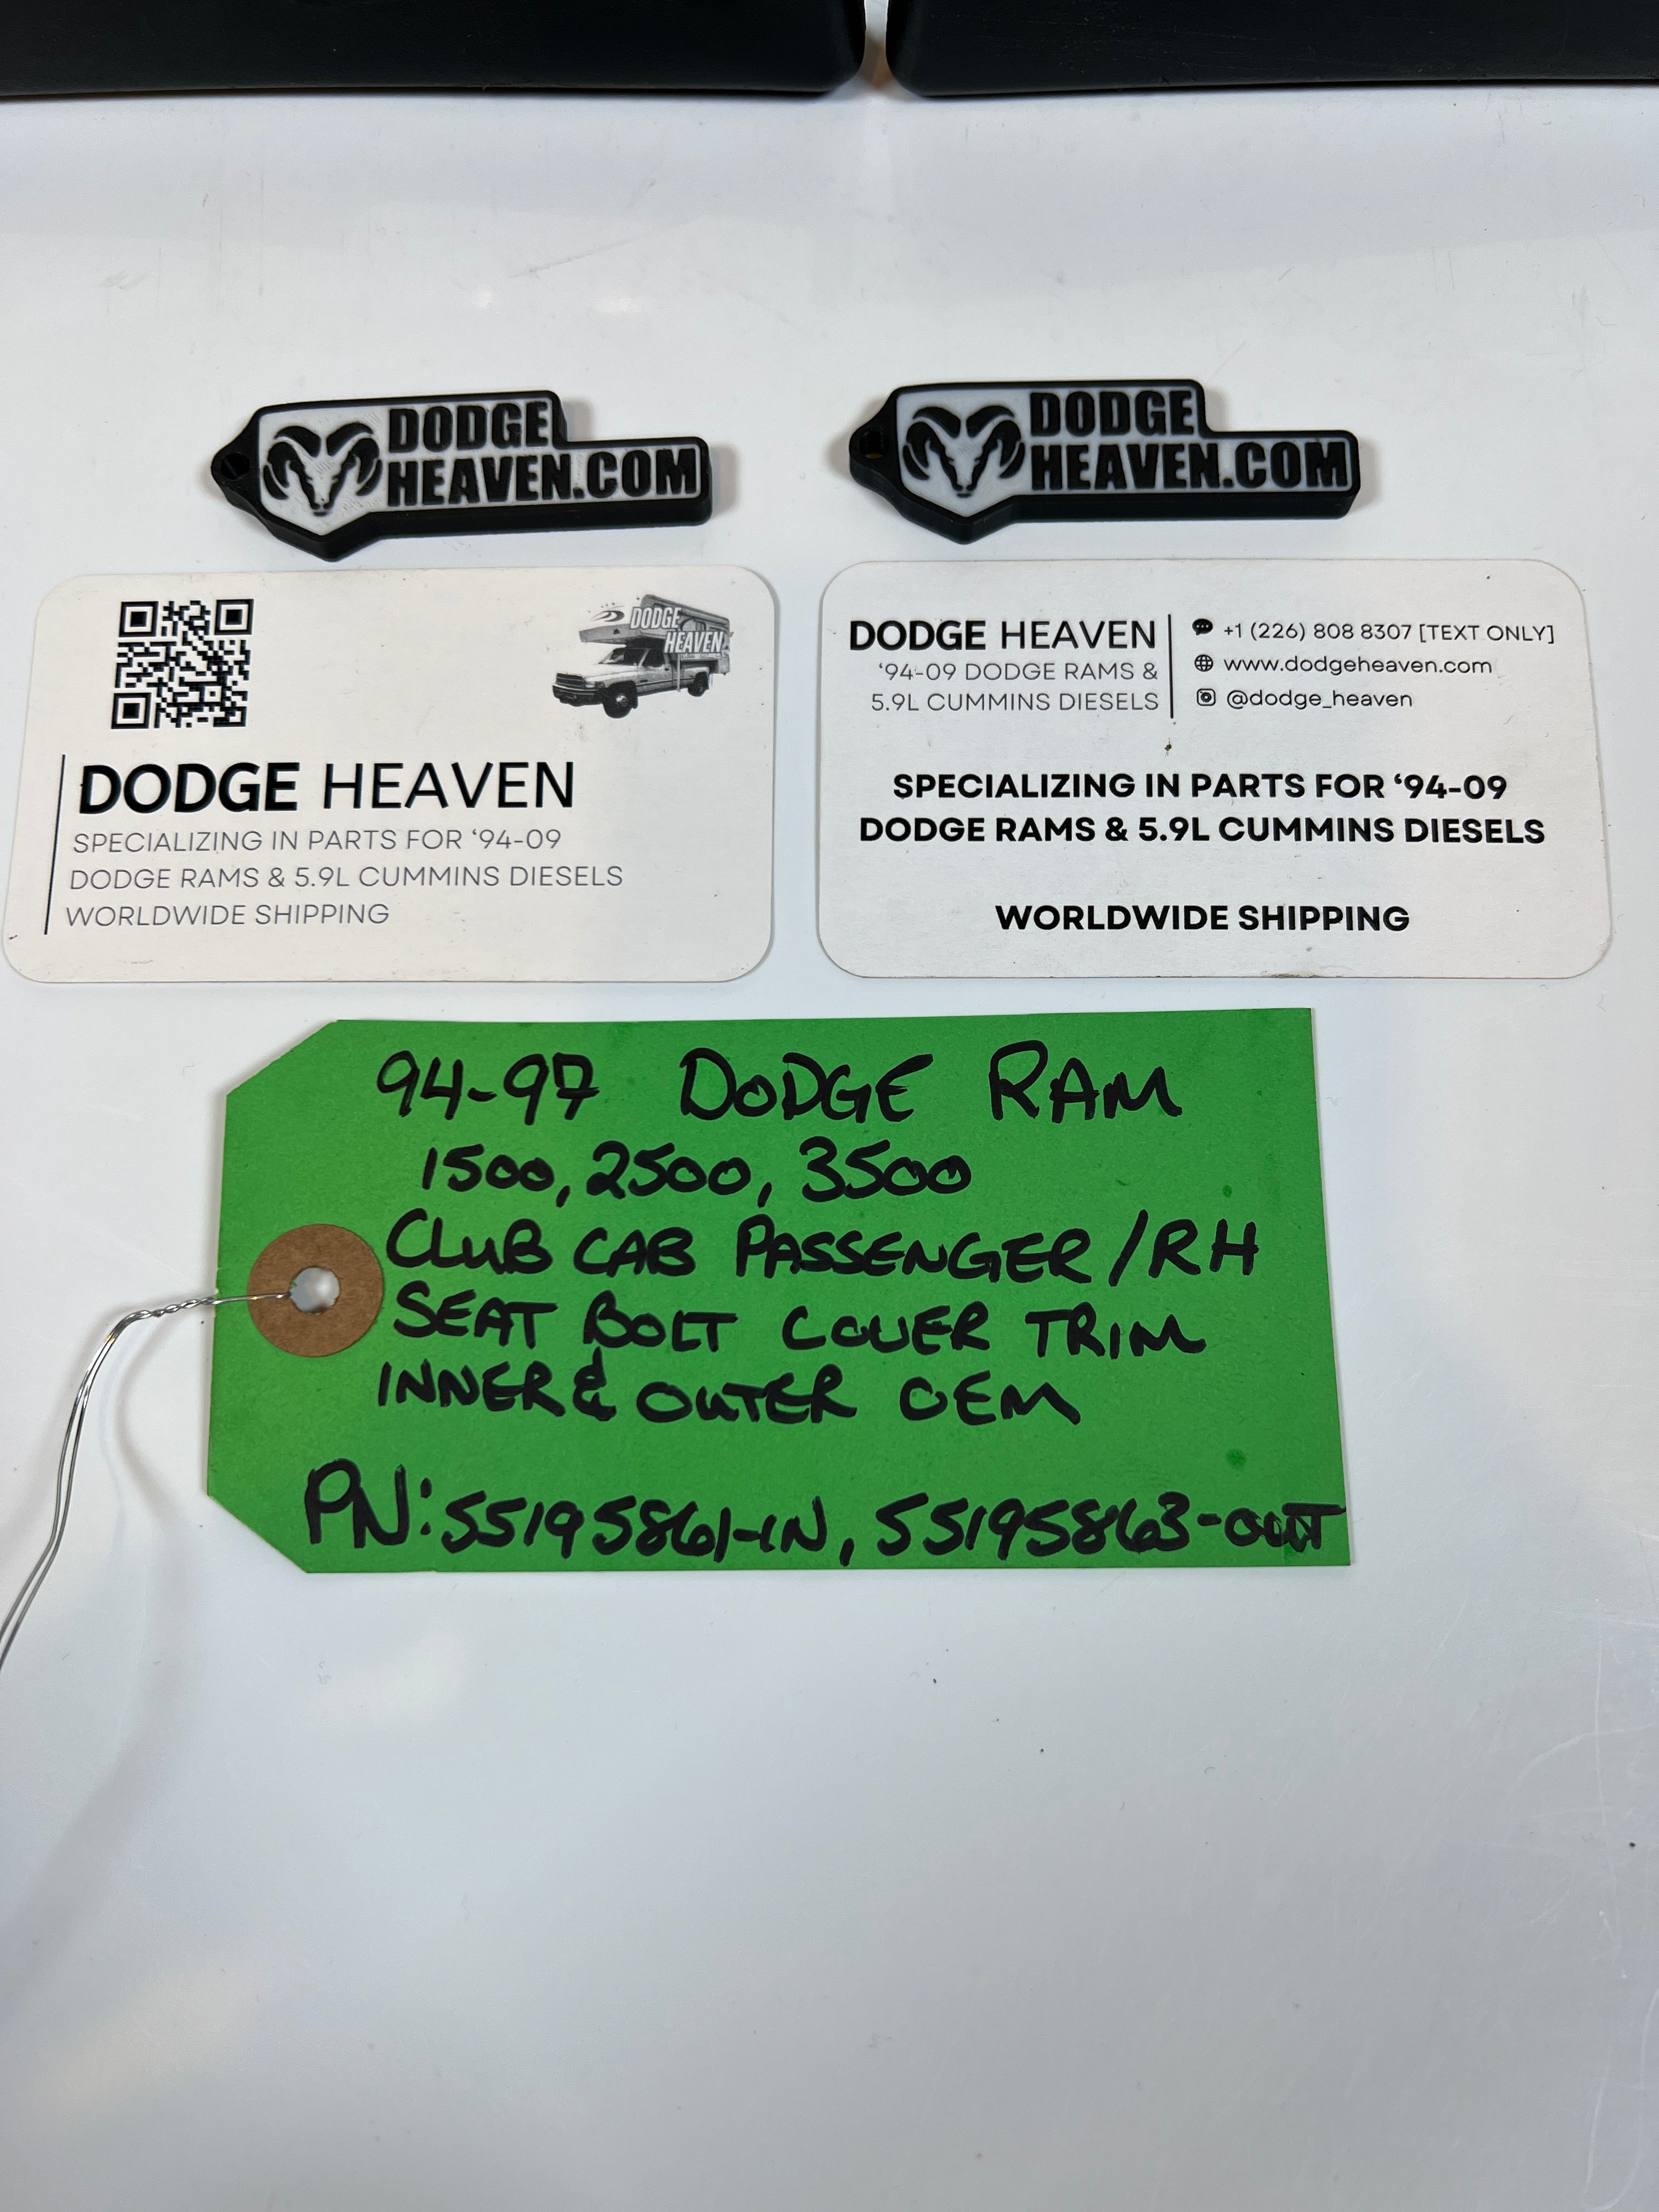 DODGE
HEAVEN.COM
DODGE
HEAVEN.COM
DODGE
HEAVEN
DODGE HEAVEN
SPECIALIZING IN PARTS FOR ‘94-09
DODGE RAMS & 5.9L CUMMINS DIESELS
WORLDWIDE SHIPPING
DODGE HEAVEN
‘94-09 DODGE RAMS &
5.9L CUMMINS DIESELS
+1 (226) 808 8307 [TEXT ONLY]
www.dodgeheaven.com
@dodge_heaven
SPECIALIZING IN PARTS FOR ‘94-09
DODGE RAMS & 5.9L CUMMINS DIESELS
WORLDWIDE SHIPPING
94-97 DODGE RAM
1500, 2500, 3500
CLUB CAB PASSENGER/RH
SEAT BOLT COVER TRIM
INNER & OUTER OEM
PN: 55195861-IN, 55195863-OUT